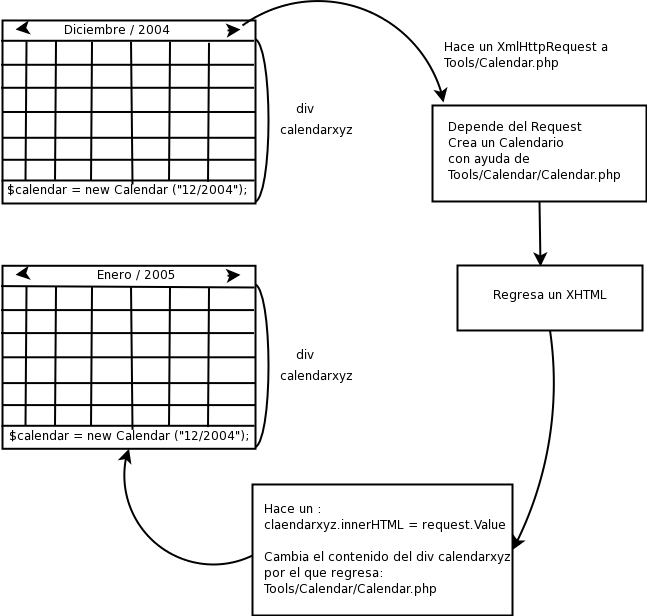 Diciembre / 2004
$calendar = new Calendar ("12/2004");
div
calendarxyz
Hace un XmlHttpRequest a
Tools/Calendar.php
Depende del Request
Crea un Calendario
con ayuda de
Tools/Calendar/Calendar.php
Regresa un XHTML
Enero / 2005
$calendar = new Calendar ("12/2004");
div
calendarxyz
Hace un :
claendarxyz.innerHTML = request.Value
Cambia el contenido del div calendarxyz
por el que regresa:
Tools/Calendar/Calendar.php